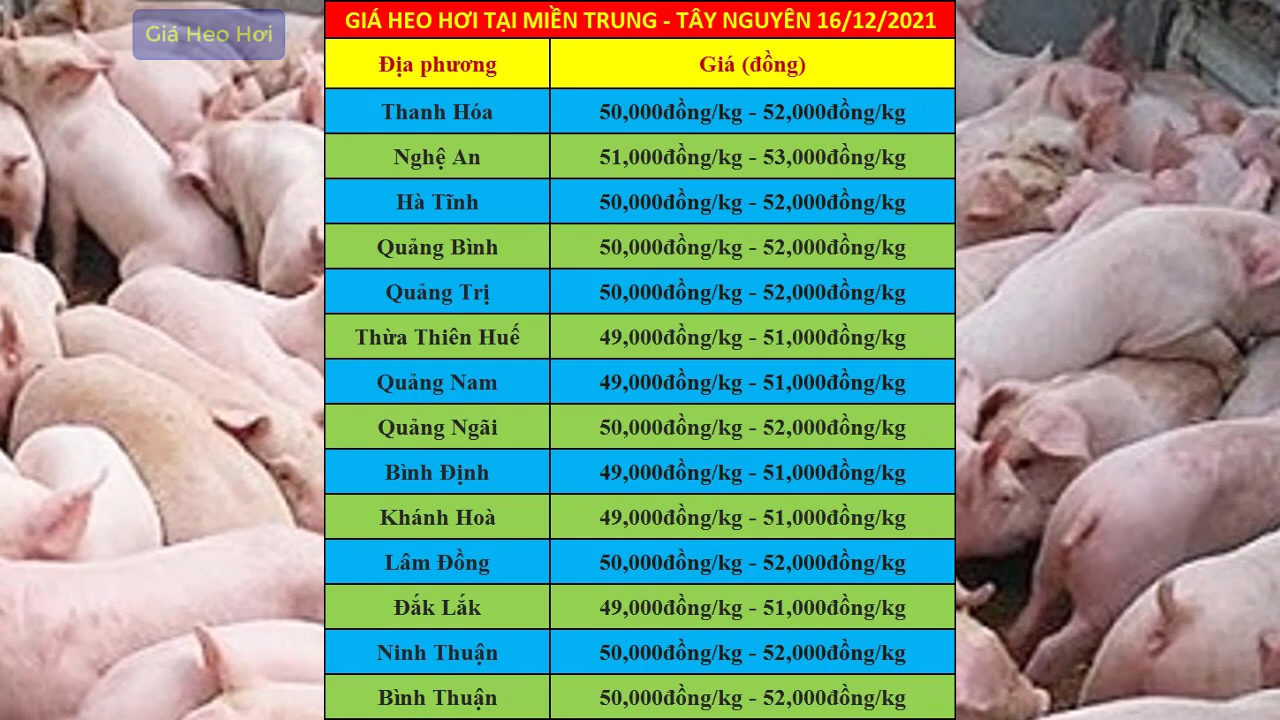 Giá Heo Hơi
GIÁ HEO HƠI TẠI MIỀN TRUNG - TÂY NGUYÊN 16/12/2021
Địa phương Giá (đồng)
Thanh Hóa 50,000đồng/kg - 52,000đồng/kg
Nghệ An 51,000đồng/kg - 53,000đồng/kg
Hà Tĩnh 50,000đồng/kg - 52,000đồng/kg
Quảng Bình 50,000đồng/kg - 52,000đồng/kg
Quảng Trị 50,000đồng/kg - 52,000đồng/kg
Thừa Thiên Huế 49,000đồng/kg - 51,000đồng/kg
Quảng Nam 49,000đồng/kg - 51,000đồng/kg
Quảng Ngãi 50,000đồng/kg - 52,000đồng/kg
Bình Định 49,000đồng/kg - 51,000đồng/kg
Khánh Hoà 49,000đồng/kg - 51,000đồng/kg
Lâm Đồng 50,000đồng/kg - 52,000đồng/kg
Đắk Lắk 49,000đồng/kg - 51,000đồng/kg
Ninh Thuận 50,000đồng/kg - 52,000đồng/kg
Bình Thuận 50,000đồng/kg - 52,000đồng/kg